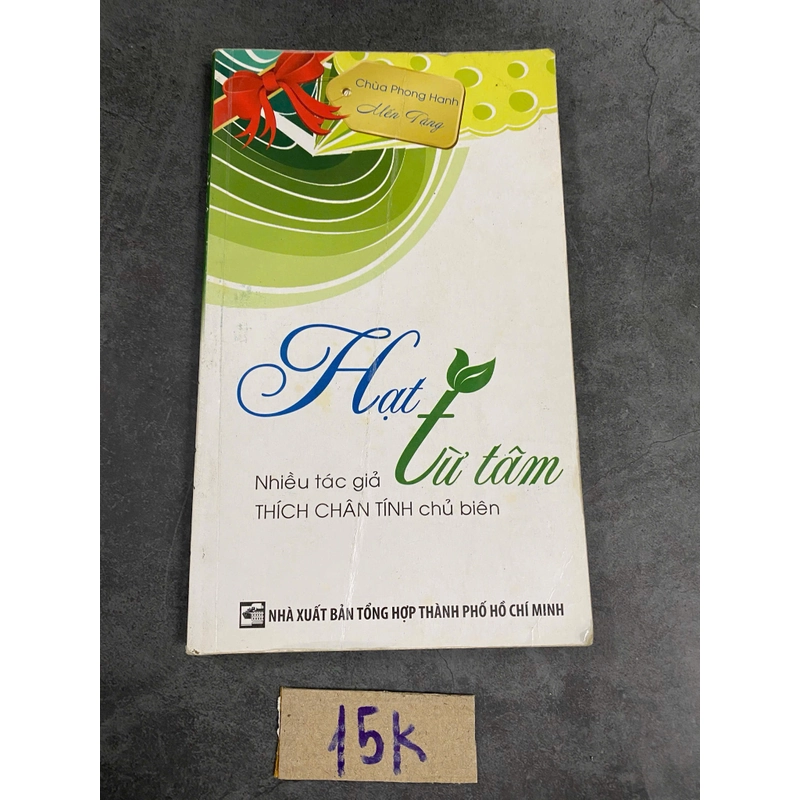 Chùa Phong Hanh
Mến Tặng
Hạt
từ tâm
Nhiều tác giả
THÍCH CHÂN TÍNH chủ biên
NHÀ XUẤT BẢN TỔNG HỢP THÀNH PHỐ HỒ CHÍ MINH
15K